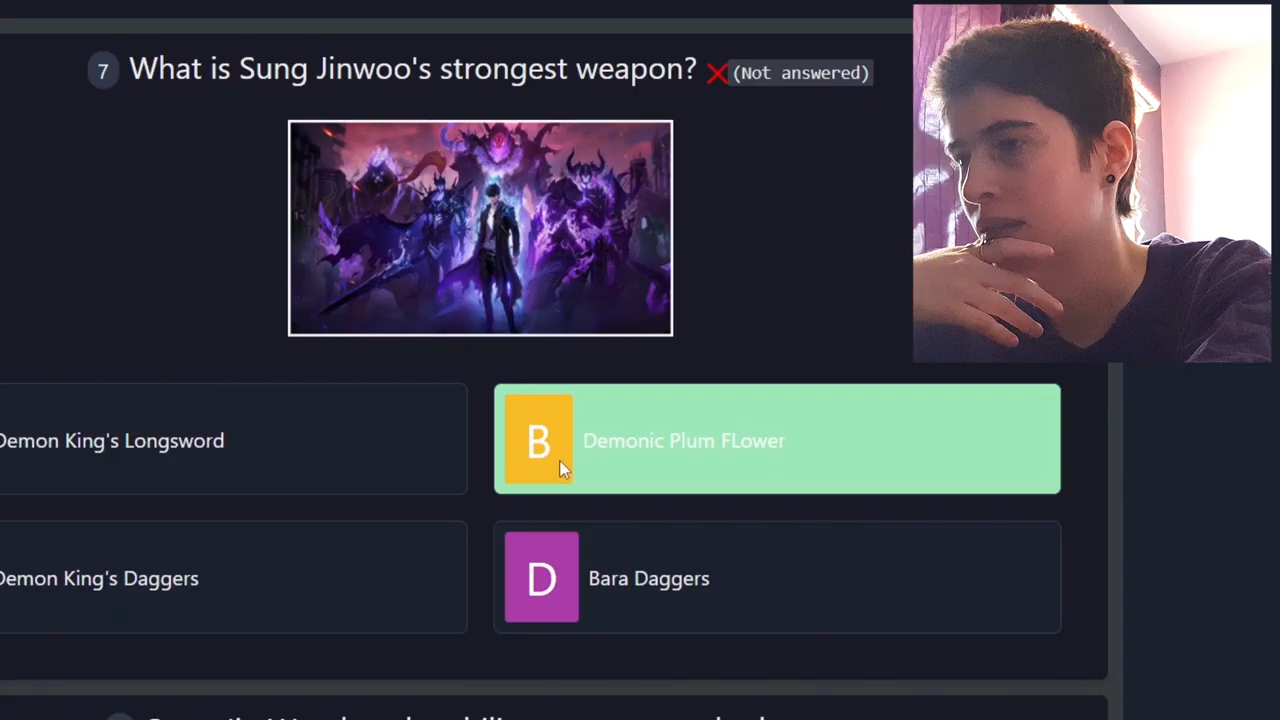 7 What is Sung Jinwoo's strongest weapon? ❌ (Not answered)
Demon King's Longsword
B Demonic Plum FLower
Demon King's Daggers
D Bara Daggers